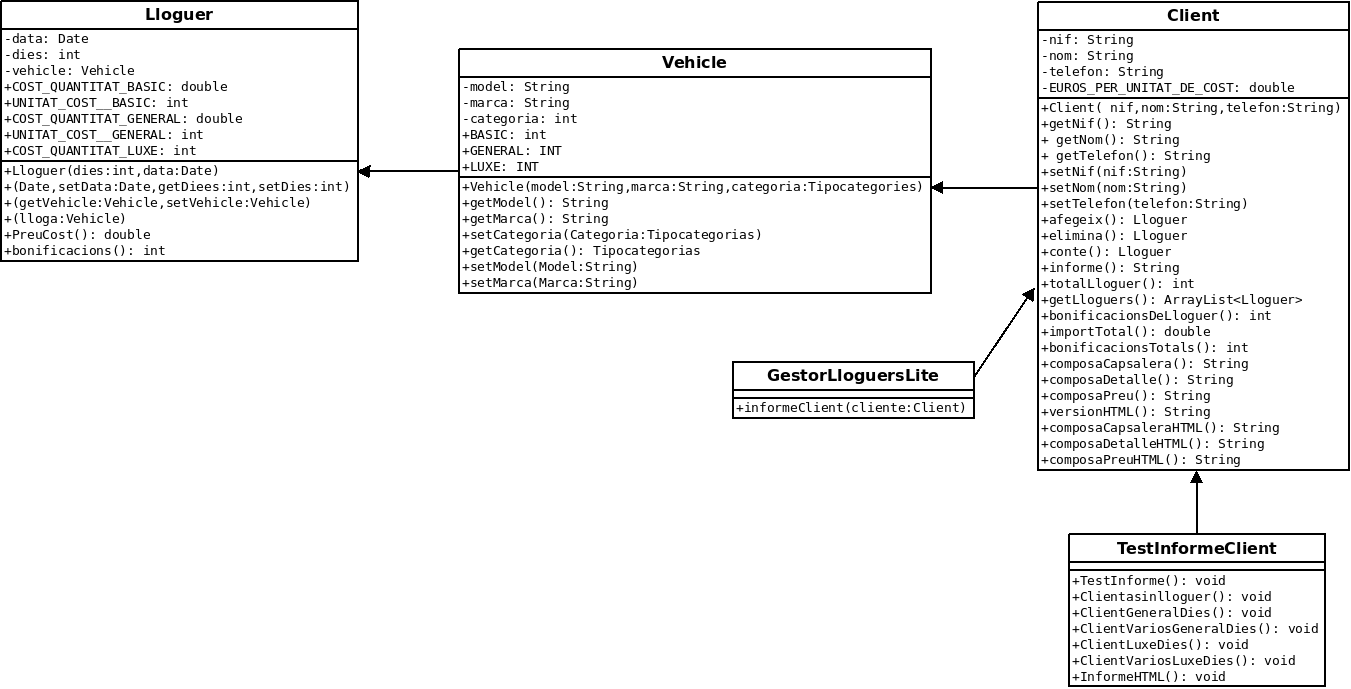 Lloguer
-data: Date
-dies: int
-vehicle: Vehicle
+COST_QUANTITAT_BASIC: double
+UNITAT_COST__BASIC: int
+COST_QUANTITAT_GENERAL: double
+UNITAT_COST__GENERAL: int
+COST_QUANTITAT_LUXE: int
+Lloguer(dies:int,data:Date)
+(Date,setData:Date,getDiees:int,setDies:int)
+(getVehicle:Vehicle,setVehicle:Vehicle)
+(lloga:Vehicle)
+PreuCost(): double
+bonificacions(): int
Vehicle
-model: String
-marca: String
-categoria: int
+BASIC: int
+GENERAL: INT
+LUXE: INT
+Vehicle(model:String,marca:String,categoria:Tipocategories)
+getModel(): String
+getMarca(): String
+setCategoria(Categoria:Tipocategorias)
+getCategoria(): Tipocategorias
+setModel(Model:String)
+setMarca(Marca:String)
Client
-nif: String
-nom: String
-telefon: String
-EUROS_PER_UNITAT_DE_COST: double
+Client( nif,nom:String,telefon:String)
+getNif(): String
+ getNom(): String
+ getTelefon(): String
+setNif(nif:String)
+setNom(nom:String)
+setTelefon(telefon:String)
+afegeix(): Lloguer
+elimina(): Lloguer
+conte(): Lloguer
+informe(): String
+totalLloguer(): int
+getLloguers(): ArrayList<Lloguer>
+bonificacionsDeLloguer(): int
+importTotal(): double
+bonificacionsTotals(): int
+composaCapsalera(): String
+composaDetalle(): String
+composaPreu(): String
+versionHTML(): String
+composaCapsaleraHTML(): String
+composaDetalleHTML(): String
+composaPreuHTML(): String
GestorLloguersLite
+informeClient(cliente:Client)
TestInformeClient
+TestInforme(): void
+Clientasinlloguer(): void
+ClientGeneralDies(): void
+ClientVariosGeneralDies(): void
+ClientLuxeDies(): void
+ClientVariosLuxeDies(): void
+InformeHTML(): void